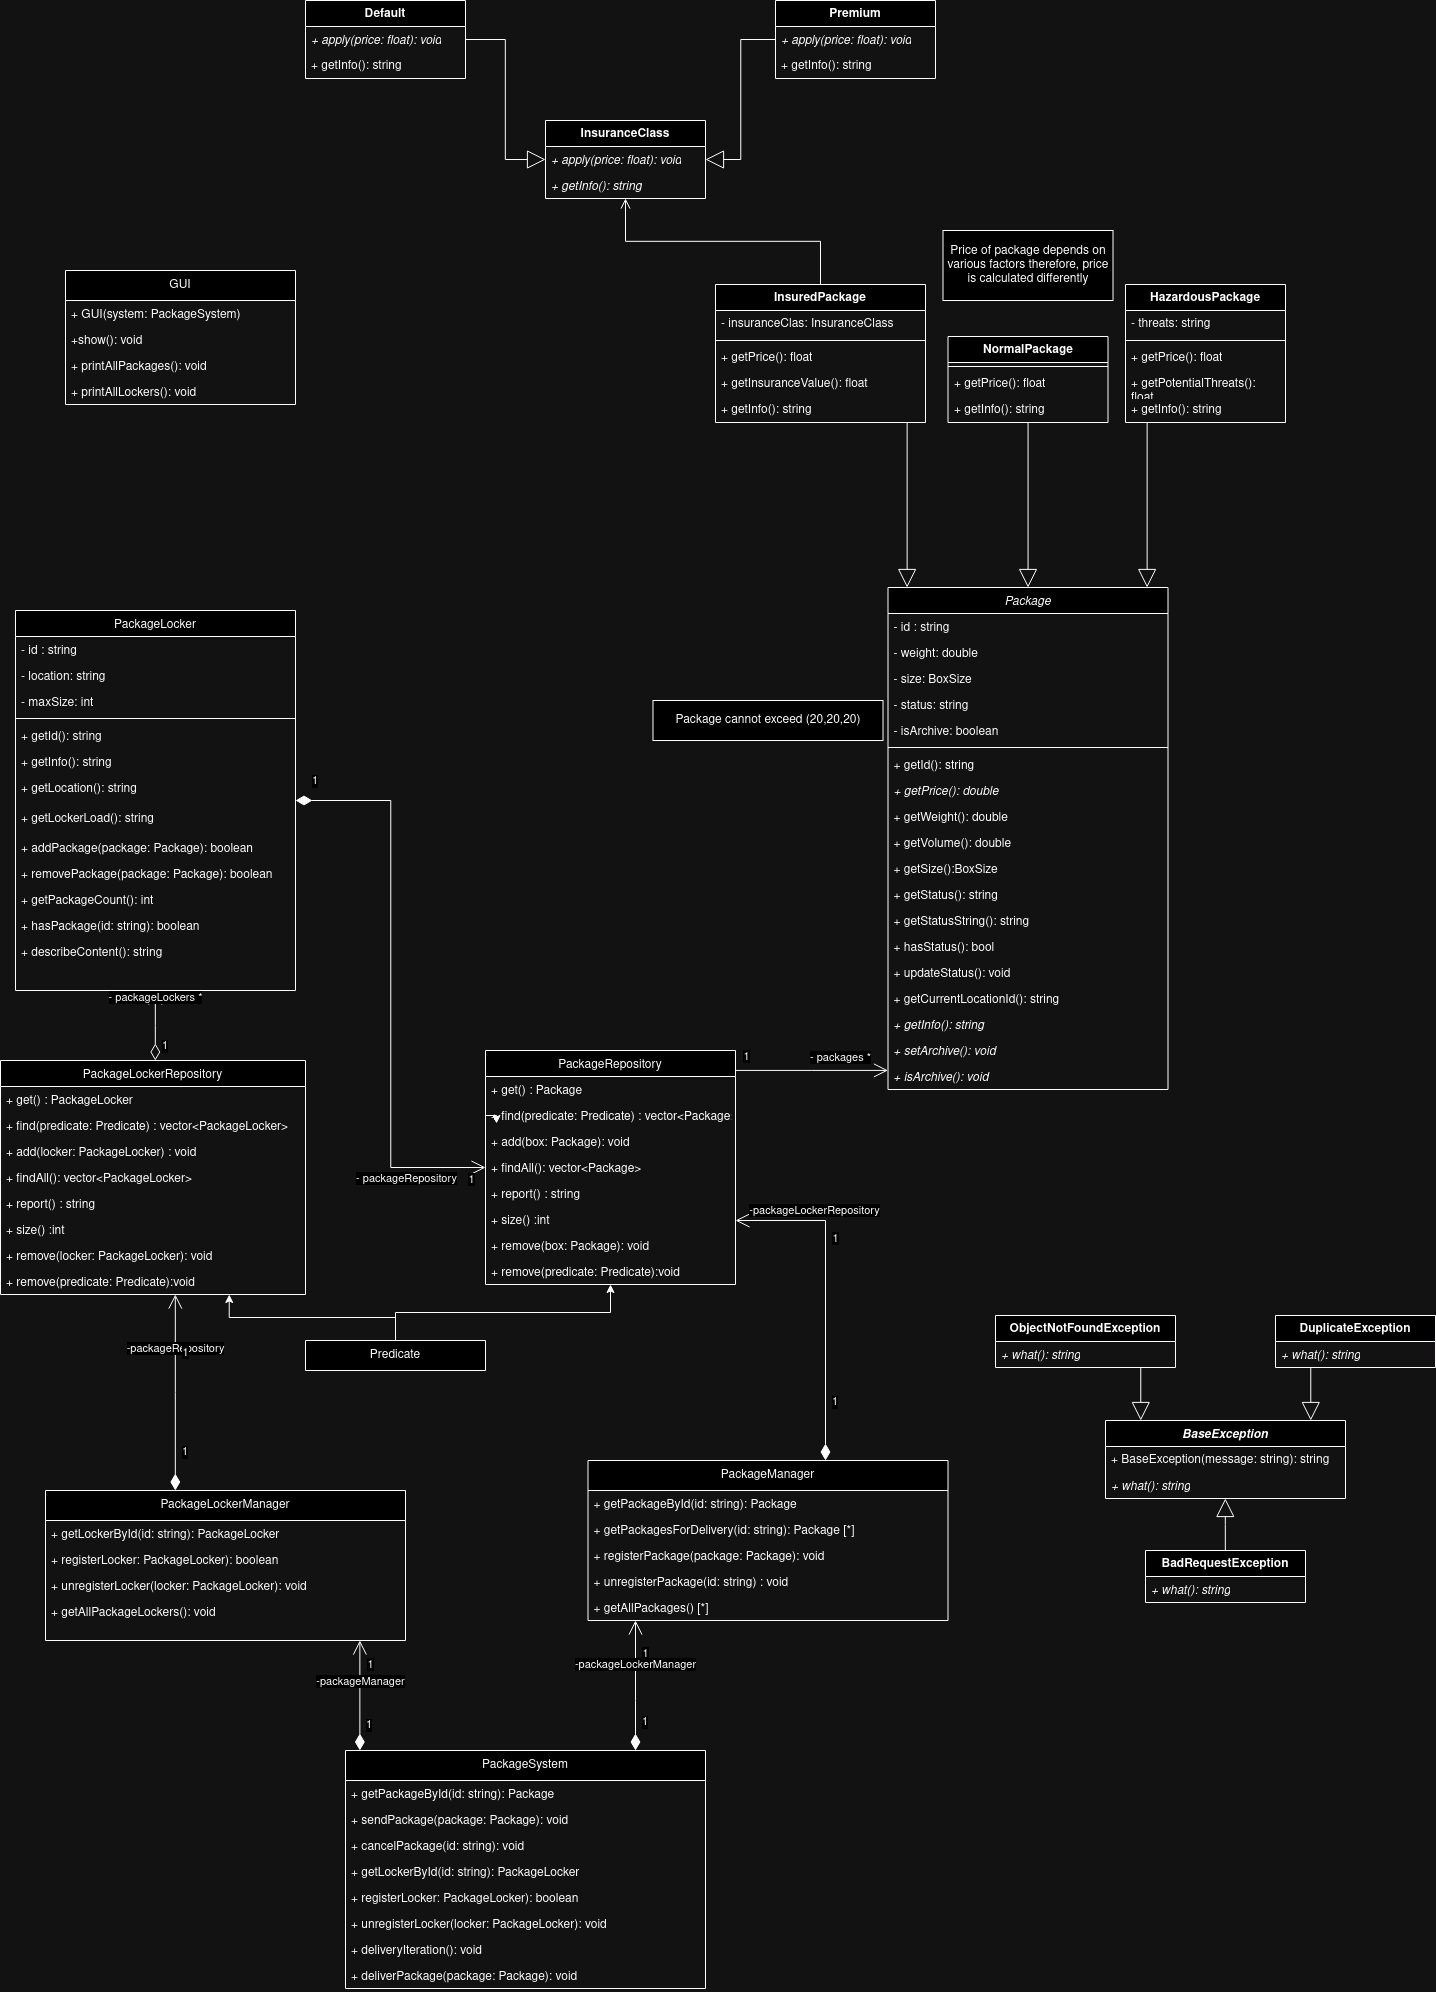 Default
+ apply(price: float): void
+ getInfo(): string
Premium
+ apply(price: float): void
+ getInfo(): string
InsuranceClass
+ apply(price: float): void
+ getInfo(): string
Price of package depends on
various factors therefore, price
is calculated differently
GUI
+ GUI(system: PackageSystem)
+show(): void
+ printAllPackages(): void
+ printAllLockers(): void
InsuredPackage
- insuranceClas: InsuranceClass
+ getPrice(): float
+ getInsuranceValue(): float
+ getInfo(): string
NormalPackage
+ getPrice(): float
+ getInfo(): string
HazardousPackage
- threats: string
+ getPrice(): float
+ getPotentialThreats():
float
+ getInfo(): string
PackageLocker
- id : string
- location: string
- maxSize: int
+ getId(): string
+ getInfo(): string
+ getLocation(): string
+ getLockerLoad(): string
+ addPackage(package: Package): boolean
+ removePackage(package: Package): boolean
+ getPackageCount(): int
+ hasPackage(id: string): boolean
+ describeContent(): string
1
Package cannot exceed (20,20,20)
Package
- id : string
- weight: double
- size: BoxSize
- status: string
- isArchive: boolean
+ getId(): string
+ getPrice(): double
+ getWeight(): double
+ getVolume(): double
+ getSize():BoxSize
+ getStatus(): string
+ getStatusString(): string
+ hasStatus(): bool
+ updateStatus(): void
+ getCurrentLocationId(): string
+ getInfo(): string
+ setArchive(): void
+ isArchive(): void
- packageLockers *
1
PackageLockerRepository
+ get() : PackageLocker
+ find(predicate: Predicate) : vector<PackageLocker>
+ add(locker: PackageLocker) : void
+ findAll(): vector<PackageLocker>
+ report() : string
+ size() :int
+ remove(locker: PackageLocker): void
+ remove(predicate: Predicate):void
- packageRepository 1
PackageRepository
+ get() : Package
find(predicate: Predicate) : vector<Package
+ add(box: Package): void
+ findAll(): vector<Package>
+ report() : string
+ size() :int
+ remove(box: Package): void
+ remove(predicate: Predicate):void
1
- packages *
-packageLockerRepository
1
1
Predicate
-packageRepository
1
1
ObjectNotFoundException
+ what(): string
DuplicateException
+ what(): string
BaseException
+ BaseException(message: string): string
+ what(): string
BadRequestException
+ what(): string
PackageLockerManager
+ getLockerById(id: string): PackageLocker
+ registerLocker: PackageLocker): boolean
+ unregisterLocker(locker: PackageLocker): void
+ getAllPackageLockers(): void
PackageManager
+ getPackageById(id: string): Package
+ getPackagesForDelivery(id: string): Package [*]
+ registerPackage(package: Package): void
+ unregisterPackage(id: string) : void
+ getAllPackages() [*]
1
-packageManager
1
1
-packageLockerManager
1
PackageSystem
+ getPackageById(id: string): Package
+ sendPackage(package: Package): void
+ cancelPackage(id: string): void
+ getLockerById(id: string): PackageLocker
+ registerLocker: PackageLocker): boolean
+ unregisterLocker(locker: PackageLocker): void
+ deliveryIteration(): void
+ deliverPackage(package: Package): void